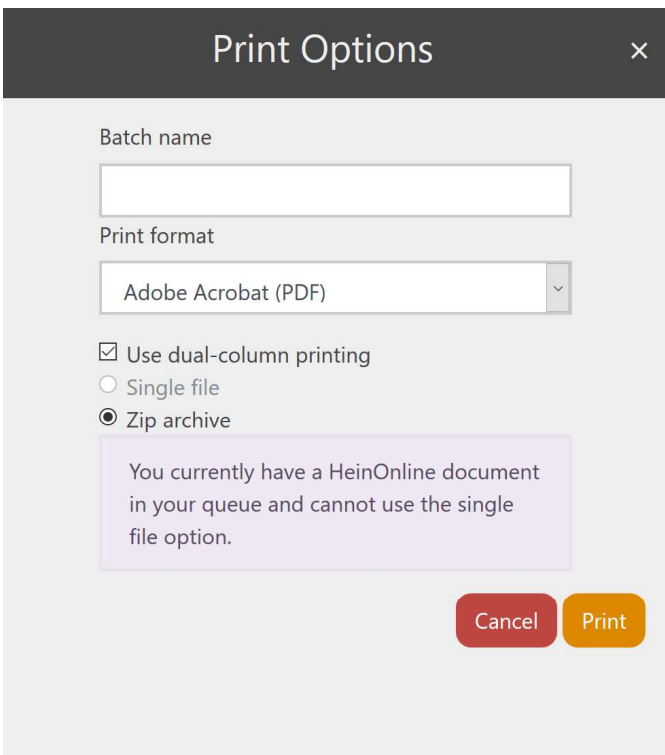 Print Options
×
Batch name
Print format
Adobe Acrobat (PDF)
Use dual-column printing
Single file
Zip archive
You currently have a HeinOnline document
in your queue and cannot use the single
file option.
Cancel Print